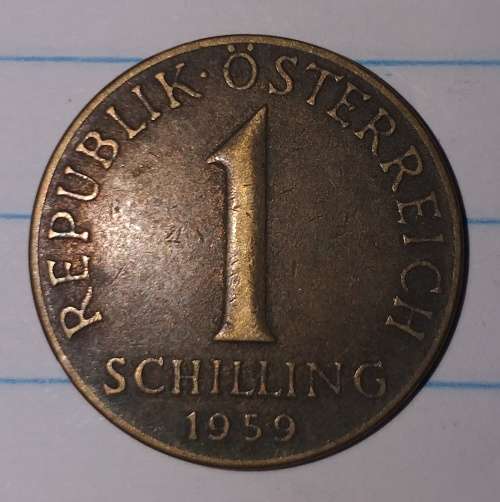 REPUBLIK · ÖSTERREICH
1
SCHILLING
1959